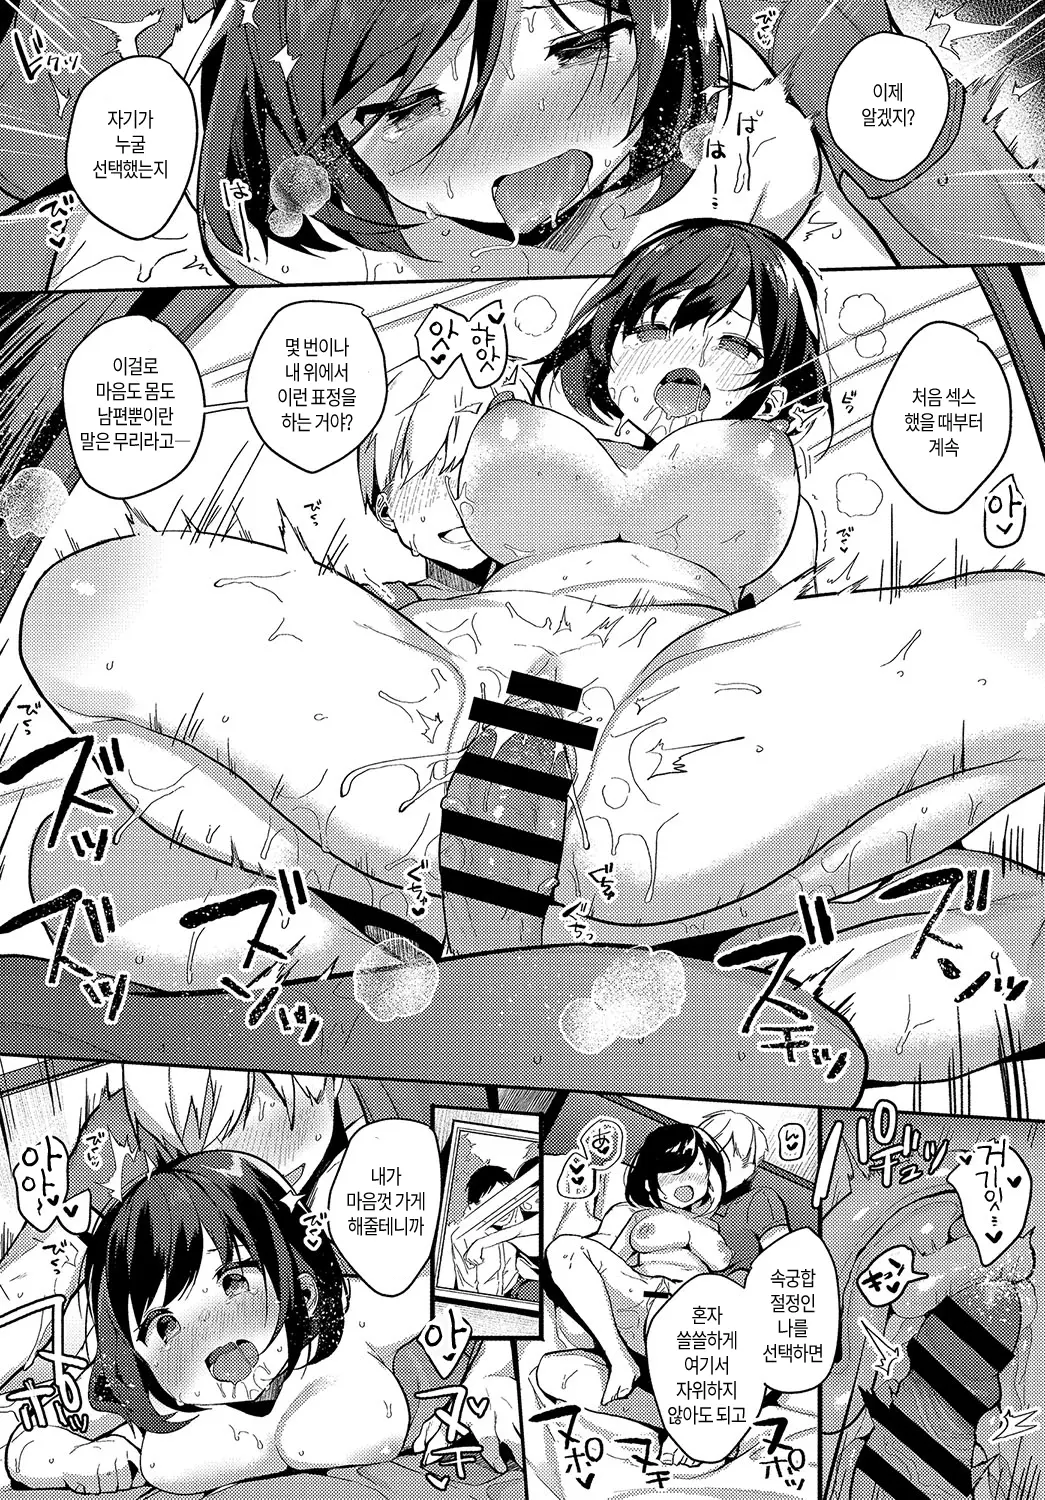 이제
알겠지?
자기가
누굴
선택했는지
처음 섹스
했을 때부터
계속
몇 번이나
내 위에서
이런 표정을
하는 거야?
이걸로
마음도 몸도
남편뿐이란
말은 무리라고—
햐앗
앗
앗
거기잇…
속궁합
절정인
나를
선택하면
혼자
쓸쓸하게
여기서
자위하지
않아도 되고
내가
마음껏 가게
해줄테니까
아앗
앗